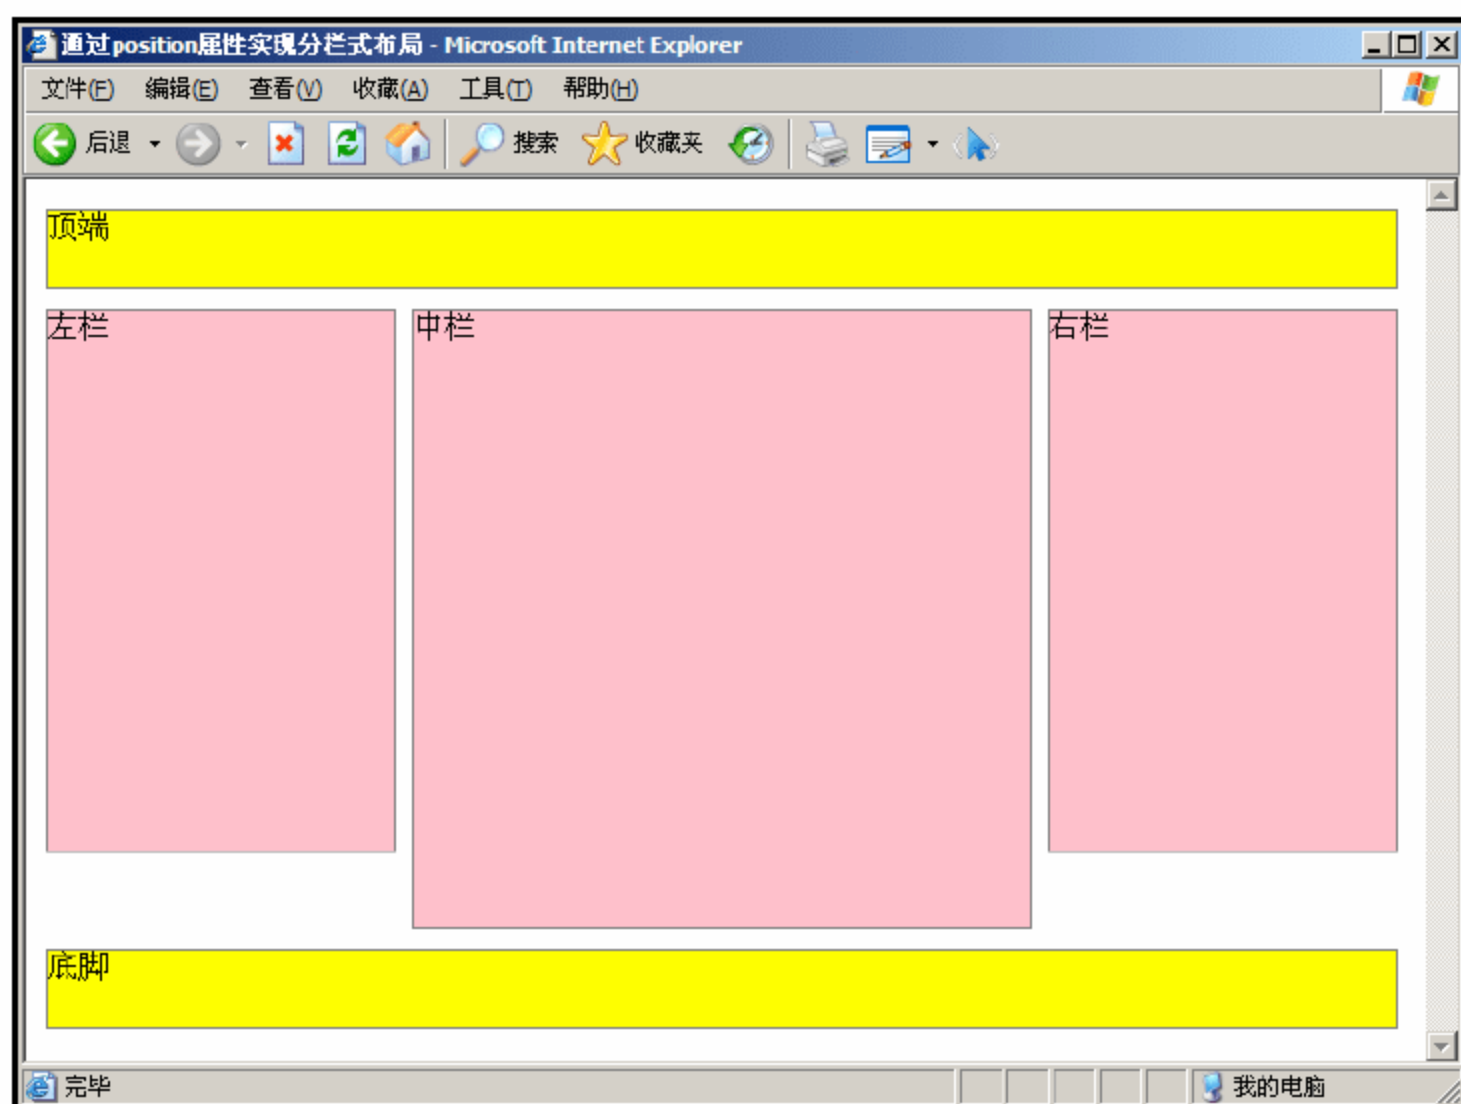 通过position属性实现分栏式布局 - Microsoft Internet Explorer
文件(F) 编辑(E) 查看(V) 收藏(A) 工具(T) 帮助(H)
后退 搜索 收藏夹
顶端
左栏 中栏 右栏
底脚
完毕 我的电脑